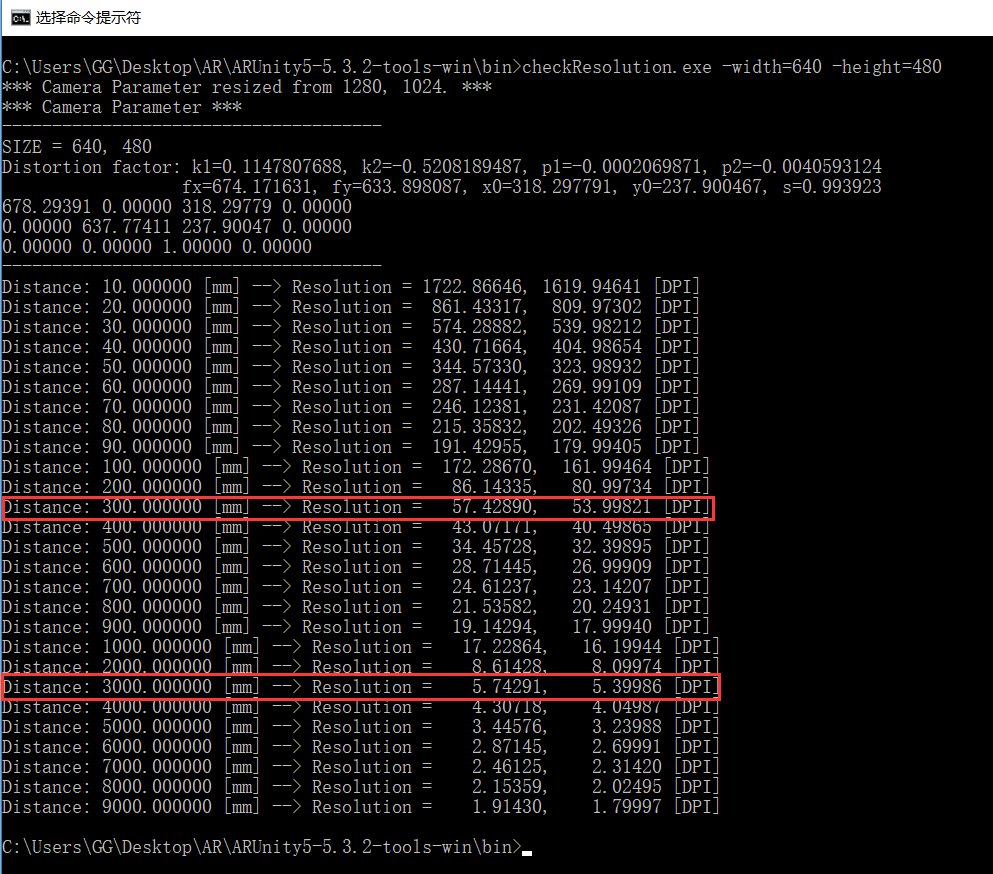 选择命令提示符
C:\Users\GG\Desktop\AR\ARUnity5-5.3.2-tools-win\bin>checkResolution.exe -width=640 -height=480
*** Camera Parameter resized from 1280, 1024. ***
*** Camera Parameter ***
--------------------------------------
SIZE = 640, 480
Distortion factor: k1=0.1147807688, k2=-0.5208189487, p1=-0.0002069871, p2=-0.0040593124
fx=674.171631, fy=633.898087, x0=318.297791, y0=237.900467, s=0.993923
678.29391 0.00000 318.29779 0.00000
0.00000 637.77411 237.90047 0.00000
0.00000 0.00000 1.00000 0.00000
--------------------------------------
Distance: 10.000000 [mm] --> Resolution = 1722.86646, 1619.94641 [DPI]
Distance: 20.000000 [mm] --> Resolution = 861.43317, 809.97302 [DPI]
Distance: 30.000000 [mm] --> Resolution = 574.28882, 539.98212 [DPI]
Distance: 40.000000 [mm] --> Resolution = 430.71664, 404.98654 [DPI]
Distance: 50.000000 [mm] --> Resolution = 344.57330, 323.98932 [DPI]
Distance: 60.000000 [mm] --> Resolution = 287.14441, 269.99109 [DPI]
Distance: 70.000000 [mm] --> Resolution = 246.12381, 231.42087 [DPI]
Distance: 80.000000 [mm] --> Resolution = 215.35832, 202.49326 [DPI]
Distance: 90.000000 [mm] --> Resolution = 191.42955, 179.99405 [DPI]
Distance: 100.000000 [mm] --> Resolution = 172.28670, 161.99464 [DPI]
Distance: 200.000000 [mm] --> Resolution = 86.14335, 80.99734 [DPI]
Distance: 300.000000 [mm] --> Resolution = 57.42890, 53.99821 [DPI]
Distance: 400.000000 [mm] --> Resolution = 43.07171, 40.49865 [DPI]
Distance: 500.000000 [mm] --> Resolution = 34.45728, 32.39895 [DPI]
Distance: 600.000000 [mm] --> Resolution = 28.71445, 26.99909 [DPI]
Distance: 700.000000 [mm] --> Resolution = 24.61237, 23.14207 [DPI]
Distance: 800.000000 [mm] --> Resolution = 21.53582, 20.24931 [DPI]
Distance: 900.000000 [mm] --> Resolution = 19.14294, 17.99940 [DPI]
Distance: 1000.000000 [mm] --> Resolution = 17.22864, 16.19944 [DPI]
Distance: 2000.000000 [mm] --> Resolution = 8.61428, 8.09974 [DPI]
Distance: 3000.000000 [mm] --> Resolution = 5.74291, 5.39986 [DPI]
Distance: 4000.000000 [mm] --> Resolution = 4.30718, 4.04987 [DPI]
Distance: 5000.000000 [mm] --> Resolution = 3.44576, 3.23988 [DPI]
Distance: 6000.000000 [mm] --> Resolution = 2.87145, 2.69991 [DPI]
Distance: 7000.000000 [mm] --> Resolution = 2.46125, 2.31420 [DPI]
Distance: 8000.000000 [mm] --> Resolution = 2.15359, 2.02495 [DPI]
Distance: 9000.000000 [mm] --> Resolution = 1.91430, 1.79997 [DPI]
C:\Users\GG\Desktop\AR\ARUnity5-5.3.2-tools-win\bin>